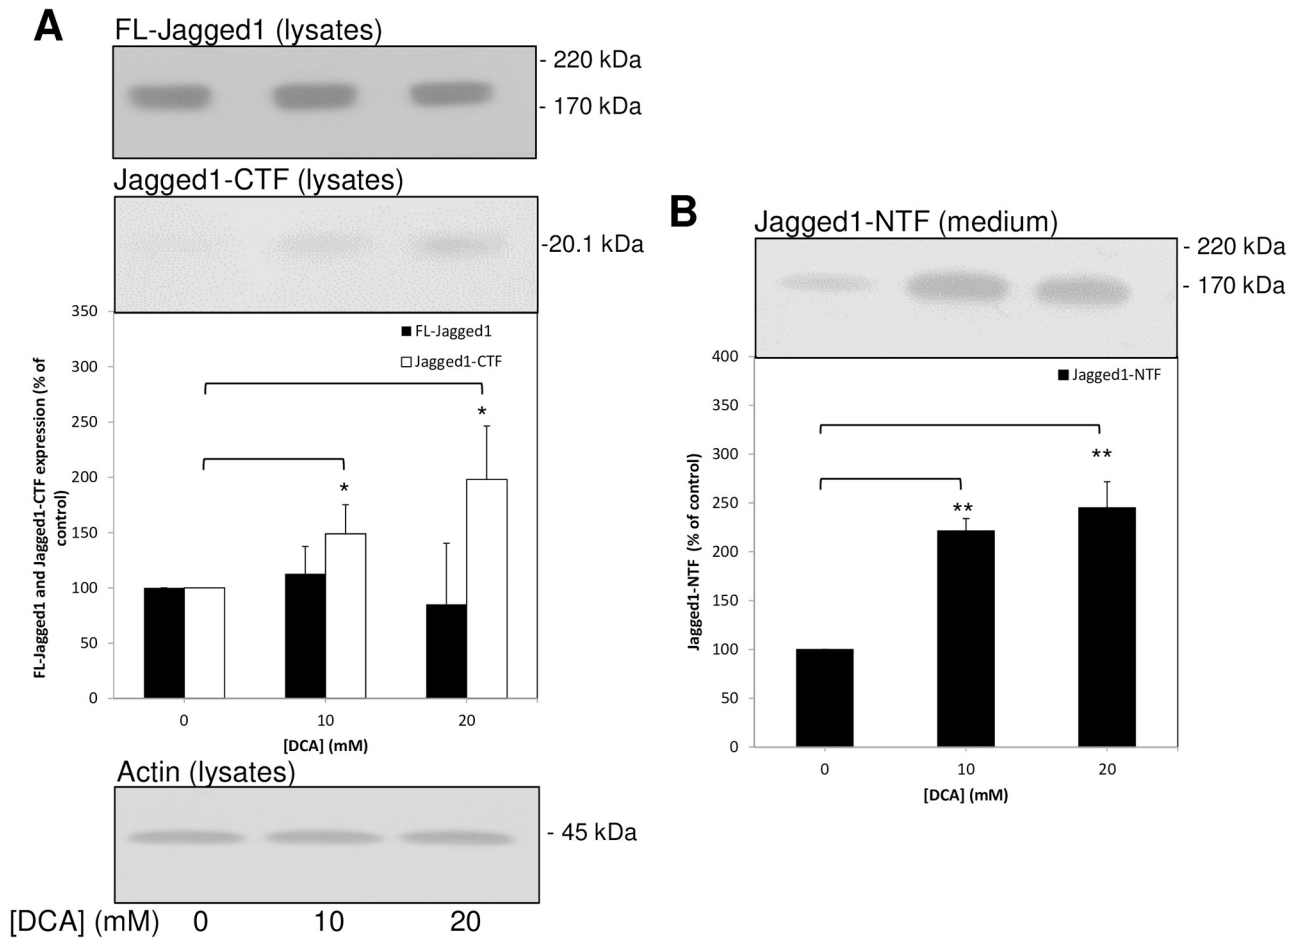 A
FL-Jagged1 (lysates)
- 220 kDa
- 170 kDa
Jagged1-CTF (lysates)
-20.1 kDa
350
300
250
200
150
100
50
0
FL-Jagged1 and Jagged1-CTF expression (% of
control)
FL-Jagged1
Jagged1-CTF
*
*
0 10 20
[DCA] (mM)
Actin (lysates)
- 45 kDa
[DCA] (mM) 0 10 20
B
Jagged1-NTF (medium)
- 220 kDa
- 170 kDa
400
350
300
250
200
150
100
50
0
Jagged1-NTF (% of control)
Jagged1-NTF
**
**
0 10 20
[DCA] (mM)